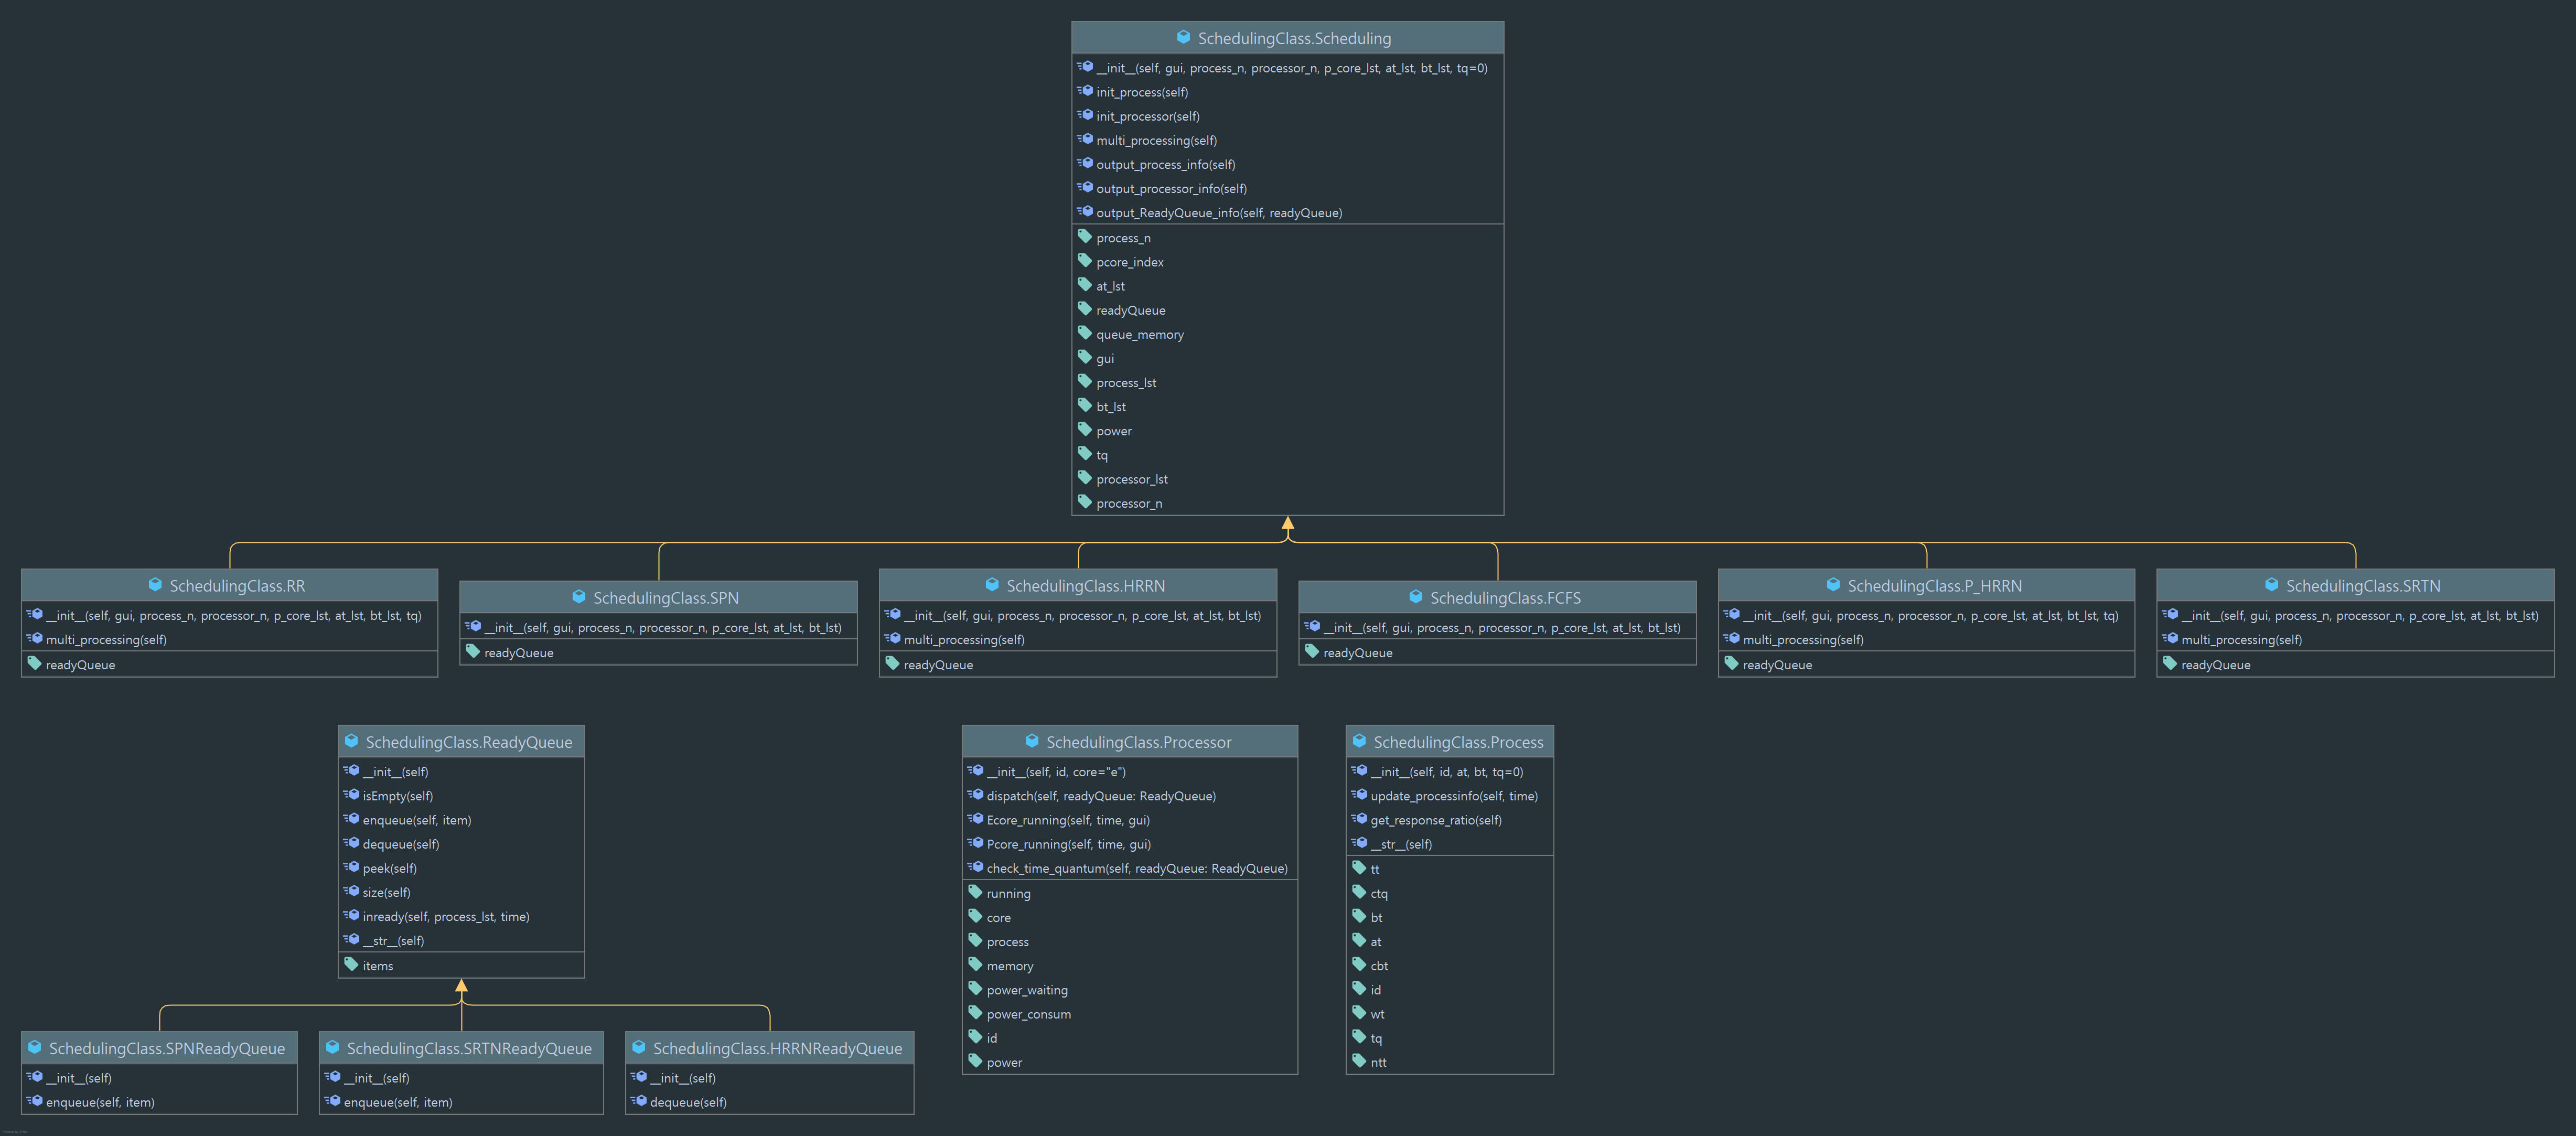 SchedulingClass.Scheduling
__init__(self, gui, process_n, processor_n, p_core_lst, at_lst, bt_lst, tq=0)
init_process(self)
init_processor(self)
multi_processing(self)
output_process_info(self)
output_processor_info(self)
output_ReadyQueue_info(self, readyQueue)
process_n
pcore_index
at_lst
readyQueue
queue_memory
gui
process_lst
bt_lst
power
tq
processor_lst
processor_n
SchedulingClass.RR
__init__(self, gui, process_n, processor_n, p_core_lst, at_lst, bt_lst, tq)
multi_processing(self)
readyQueue
SchedulingClass.SPN
__init__(self, gui, process_n, processor_n, p_core_lst, at_lst, bt_lst)
readyQueue
SchedulingClass.HRRN
__init__(self, gui, process_n, processor_n, p_core_lst, at_lst, bt_lst)
multi_processing(self)
readyQueue
SchedulingClass.FCFS
__init__(self, gui, process_n, processor_n, p_core_lst, at_lst, bt_lst)
readyQueue
SchedulingClass.P_HRRN
__init__(self, gui, process_n, processor_n, p_core_lst, at_lst, bt_lst, tq)
multi_processing(self)
readyQueue
SchedulingClass.SRTN
__init__(self, gui, process_n, processor_n, p_core_lst, at_lst, bt_lst)
multi_processing(self)
readyQueue
SchedulingClass.ReadyQueue
__init__(self)
isEmpty(self)
enqueue(self, item)
dequeue(self)
peek(self)
size(self)
inready(self, process_lst, time)
__str__(self)
items
SchedulingClass.Processor
__init__(self, id, core="e")
dispatch(self, readyQueue: ReadyQueue)
Ecore_running(self, time, gui)
Pcore_running(self, time, gui)
check_time_quantum(self, readyQueue: ReadyQueue)
running
core
process
memory
power_waiting
power_consum
id
power
SchedulingClass.Process
__init__(self, id, at, bt, tq=0)
update_processinfo(self, time)
get_response_ratio(self)
__str__(self)
tt
ctq
bt
at
cbt
id
wt
tq
ntt
SchedulingClass.SPNReadyQueue
__init__(self)
enqueue(self, item)
SchedulingClass.SRTNReadyQueue
__init__(self)
enqueue(self, item)
SchedulingClass.HRRNReadyQueue
__init__(self)
dequeue(self)